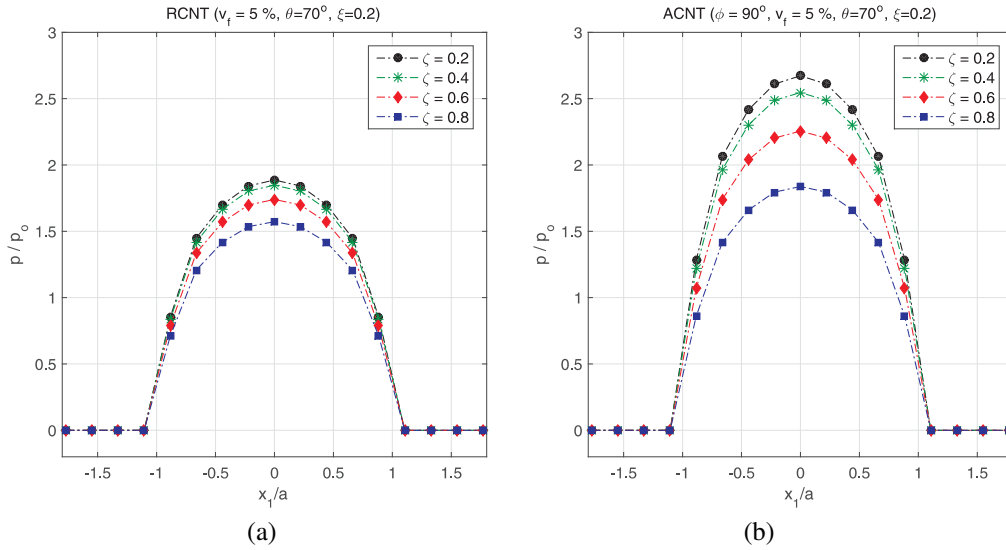 RCNT (v_f = 5 %, θ=70°, ξ=0.2)
3
2.5
2
1.5
1
0.5
0
p / p_o
-1.5
-1
-0.5
0
0.5
1
1.5
x_1/a
ζ = 0.2
ζ = 0.4
ζ = 0.6
ζ = 0.8
(a)
ACNT (ϕ = 90°, v_f = 5 %, θ=70°, ξ=0.2)
3
2.5
2
1.5
1
0.5
0
p / p_o
-1.5
-1
-0.5
0
0.5
1
1.5
x_1/a
ζ = 0.2
ζ = 0.4
ζ = 0.6
ζ = 0.8
(b)